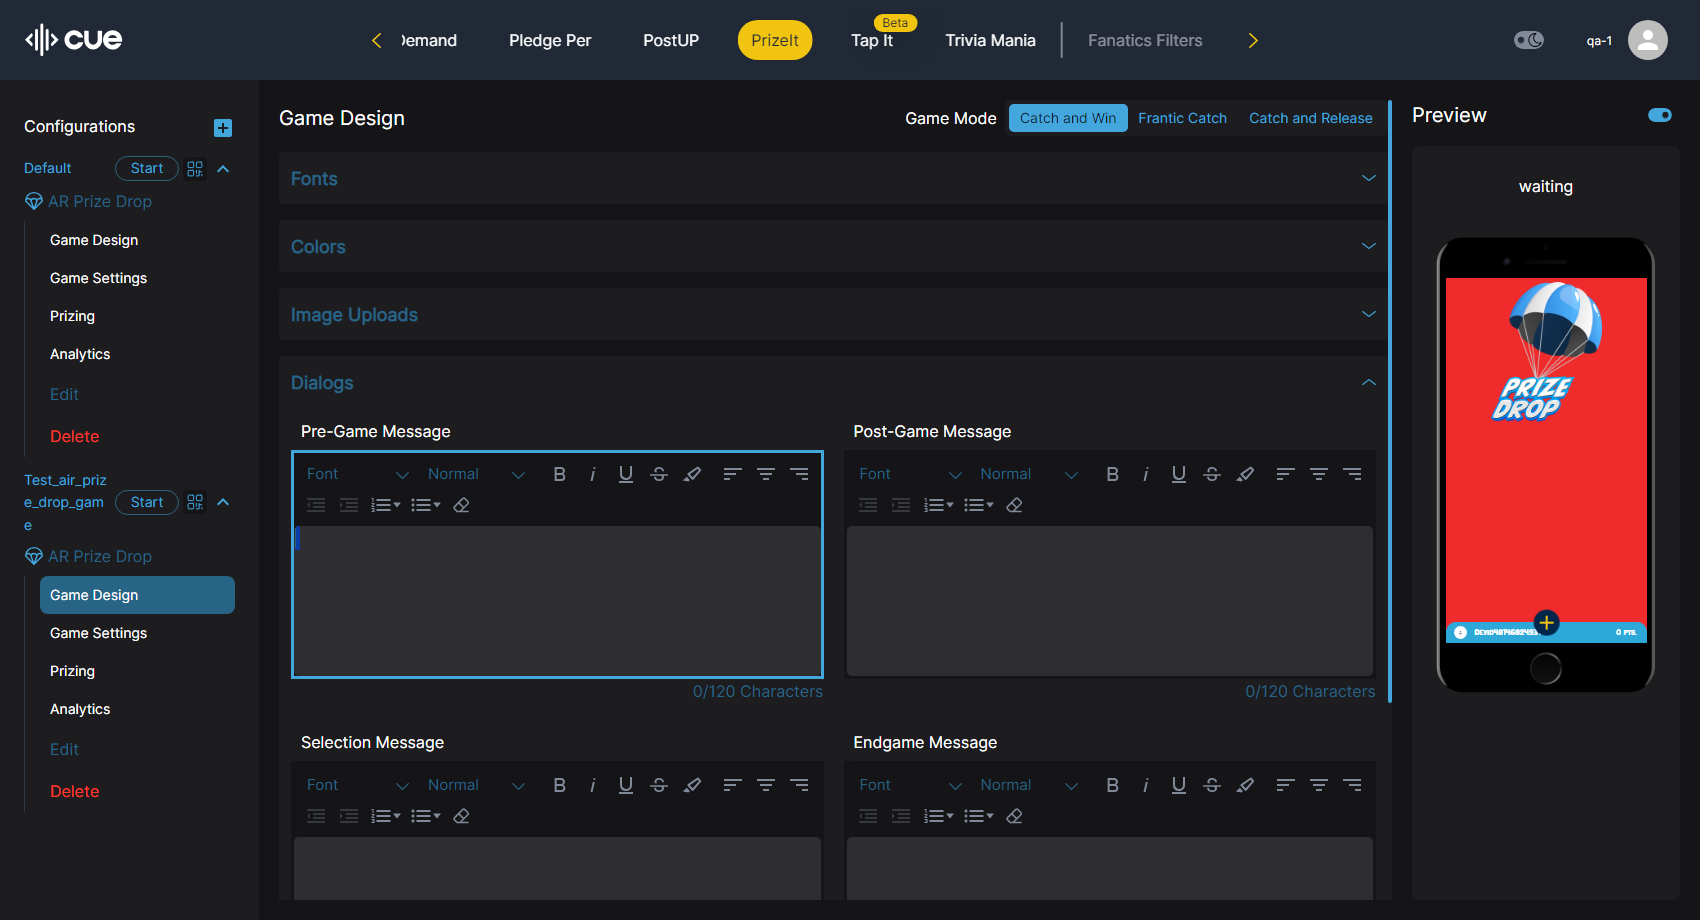 cue
Demand
Pledge Per
PostUP
PrizeIt
Beta
Tap It
Trivia Mania
Fanatics Filters
qa-1
Configurations
Default
Start
AR Prize Drop
Game Design
Game Settings
Prizing
Analytics
Edit
Delete
Test_air_priz
e_drop_gam
e
Start
AR Prize Drop
Game Design
Game Settings
Prizing
Analytics
Edit
Delete
Game Design
Game Mode
Catch and Win
Frantic Catch
Catch and Release
Fonts
Colors
Image Uploads
Dialogs
Pre-Game Message
Font
Normal
0/120 Characters
Post-Game Message
Font
Normal
0/120 Characters
Selection Message
Font
Normal
Endgame Message
Font
Normal
Preview
waiting
PRIZE
DROP
0 PTS.